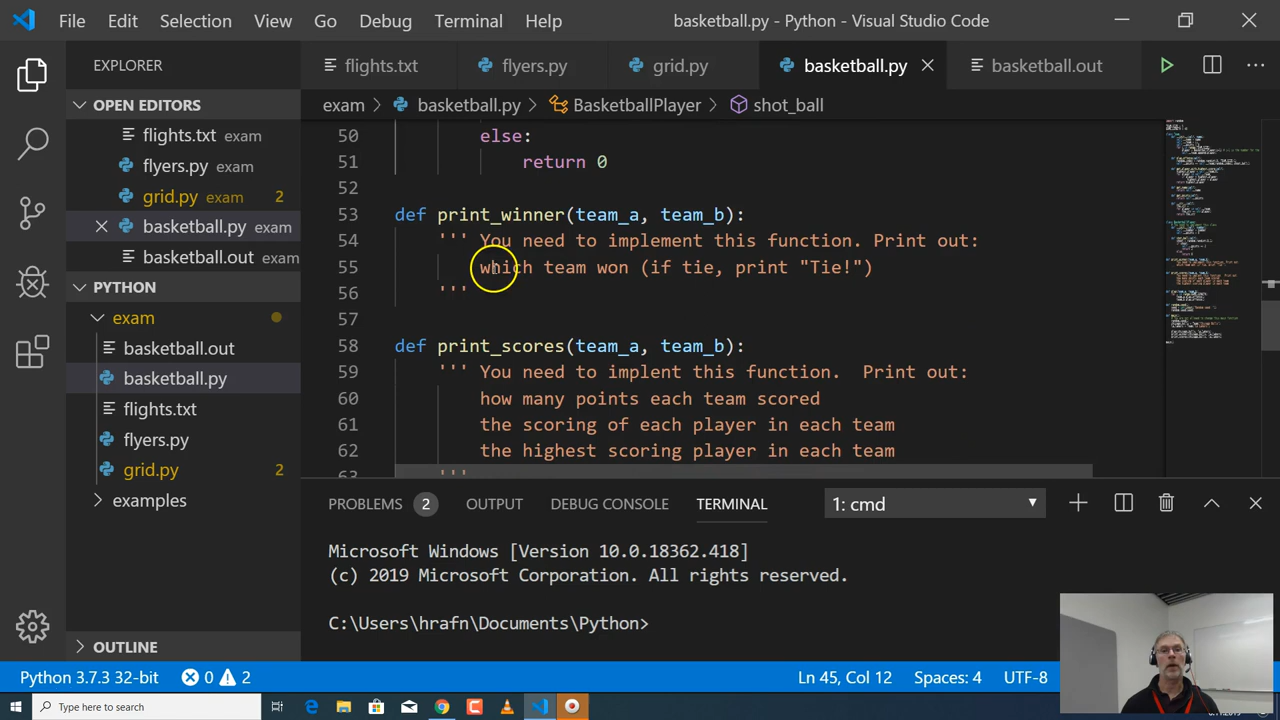 File Edit Selection View Go Debug Terminal Help basketball.py - Python - Visual Studio Code
EXPLORER
flights.txt flyers.py grid.py basketball.py basketball.out
OPEN EDITORS
flights.txt exam
flyers.py exam
grid.py exam 2
basketball.py exam
basketball.out exam
PYTHON
exam
basketball.out
basketball.py
flights.txt
flyers.py
grid.py 2
examples
OUTLINE
exam basketball.py BasketballPlayer shot_ball
50 else:
51 return 0
52
53 def print_winner(team_a, team_b):
54 ''' You need to implement this function. Print out:
55 which team won (if tie, print "Tie!")
56 '''
57
58 def print_scores(team_a, team_b):
59 ''' You need to implent this function.  Print out:
60 how many points each team scored
61 the scoring of each player in each team
62 the highest scoring player in each team
63 '''
PROBLEMS 2 OUTPUT DEBUG CONSOLE TERMINAL 1: cmd
Microsoft Windows [Version 10.0.18362.418]
(c) 2019 Microsoft Corporation. All rights reserved.
C:\Users\hrafn\Documents\Python>
Python 3.7.3 32-bit 0 2 Ln 45, Col 12 Spaces: 4 UTF-8
Type here to search